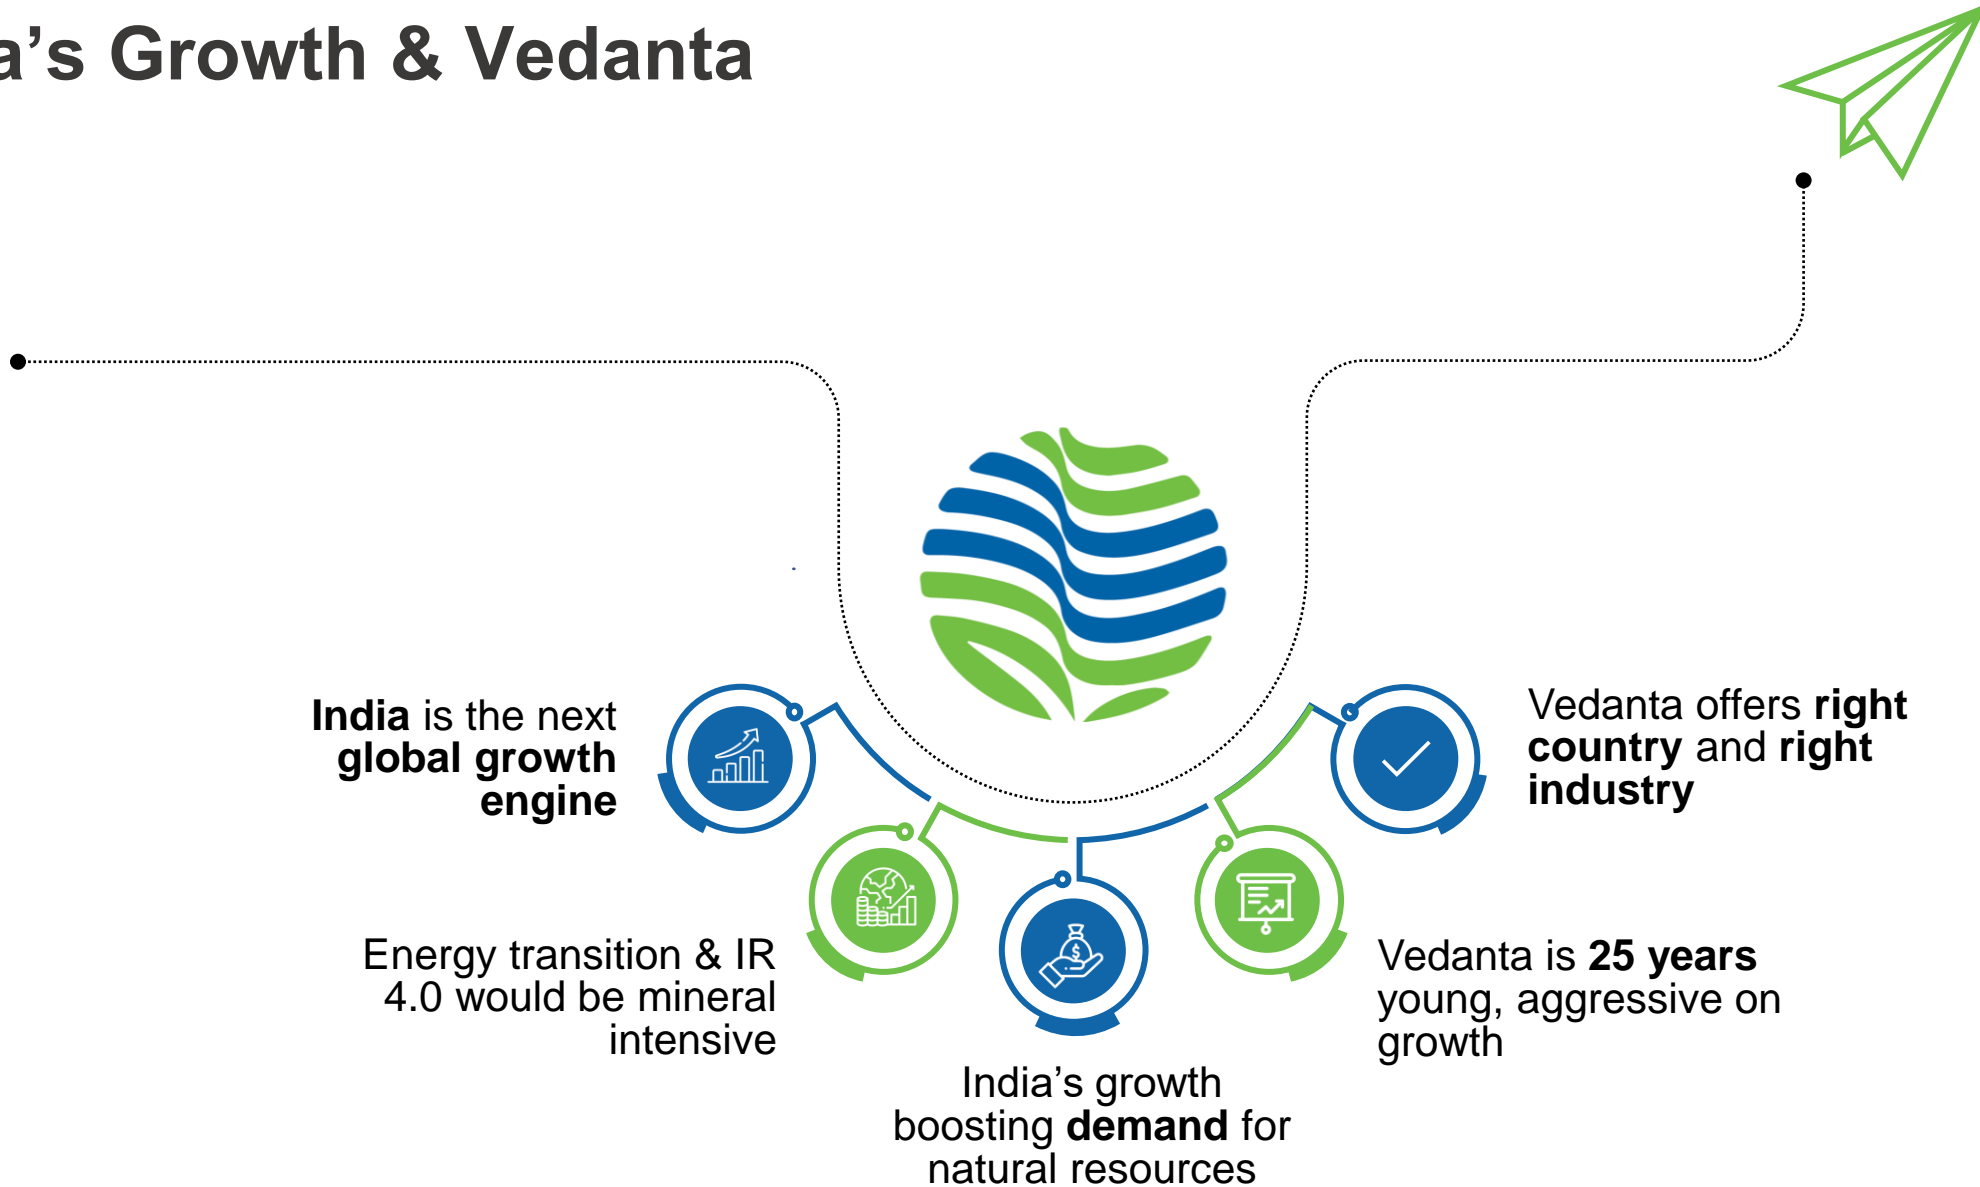 a’s Growth & Vedanta
India is the next
global growth
engine
Energy transition & IR
4.0 would be mineral
intensive
India’s growth
boosting demand for
natural resources
Vedanta is 25 years
young, aggressive on
growth
Vedanta offers right
country and right
industry